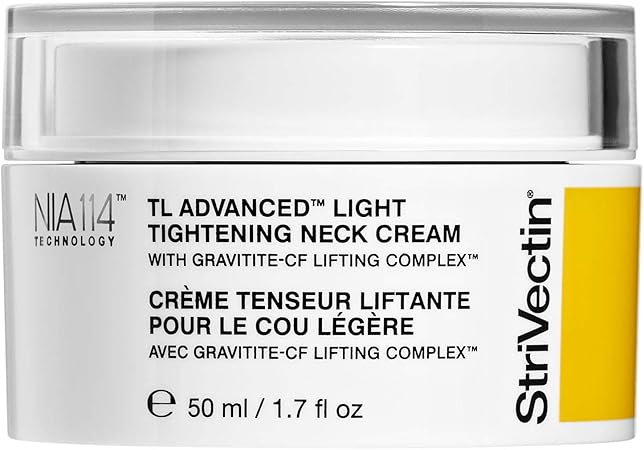 NIA114™
TECHNOLOGY
TL ADVANCED™ LIGHT
TIGHTENING NECK CREAM
WITH GRAVITITE-CF LIFTING COMPLEX™
CRÈME TENSEUR LIFTANTE
POUR LE COU LÉGÈRE
AVEC GRAVITITE-CF LIFTING COMPLEX™
℮ 50 ml / 1.7 fl oz
StriVectin®